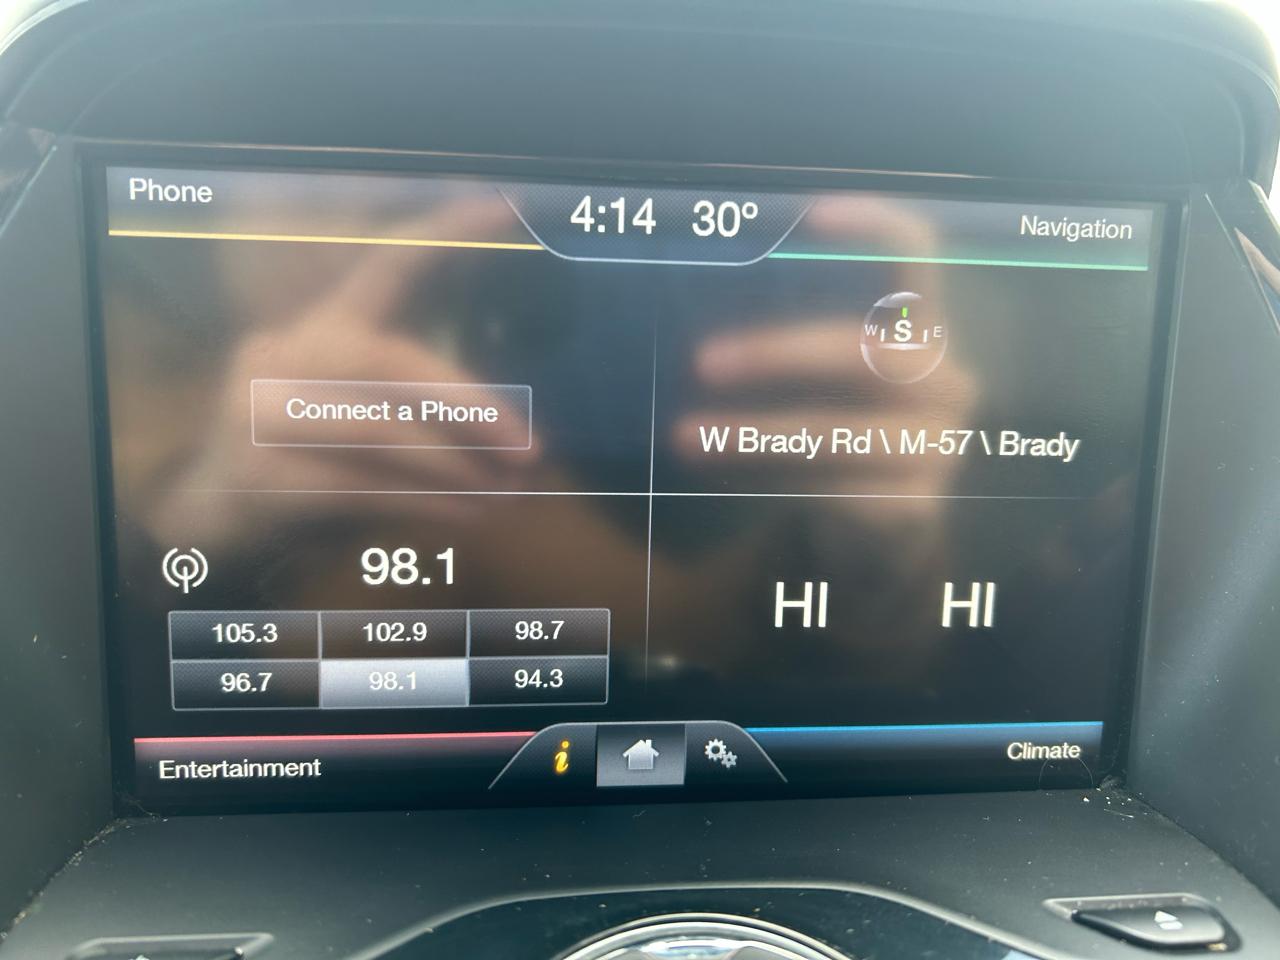 Phone
4:14 30º
Navigation
W S E
Connect a Phone
W Brady Rd \ M-57 \ Brady
98.1
105.3 102.9 98.7
96.7 98.1 94.3
HI HI
Entertainment
i
Climate